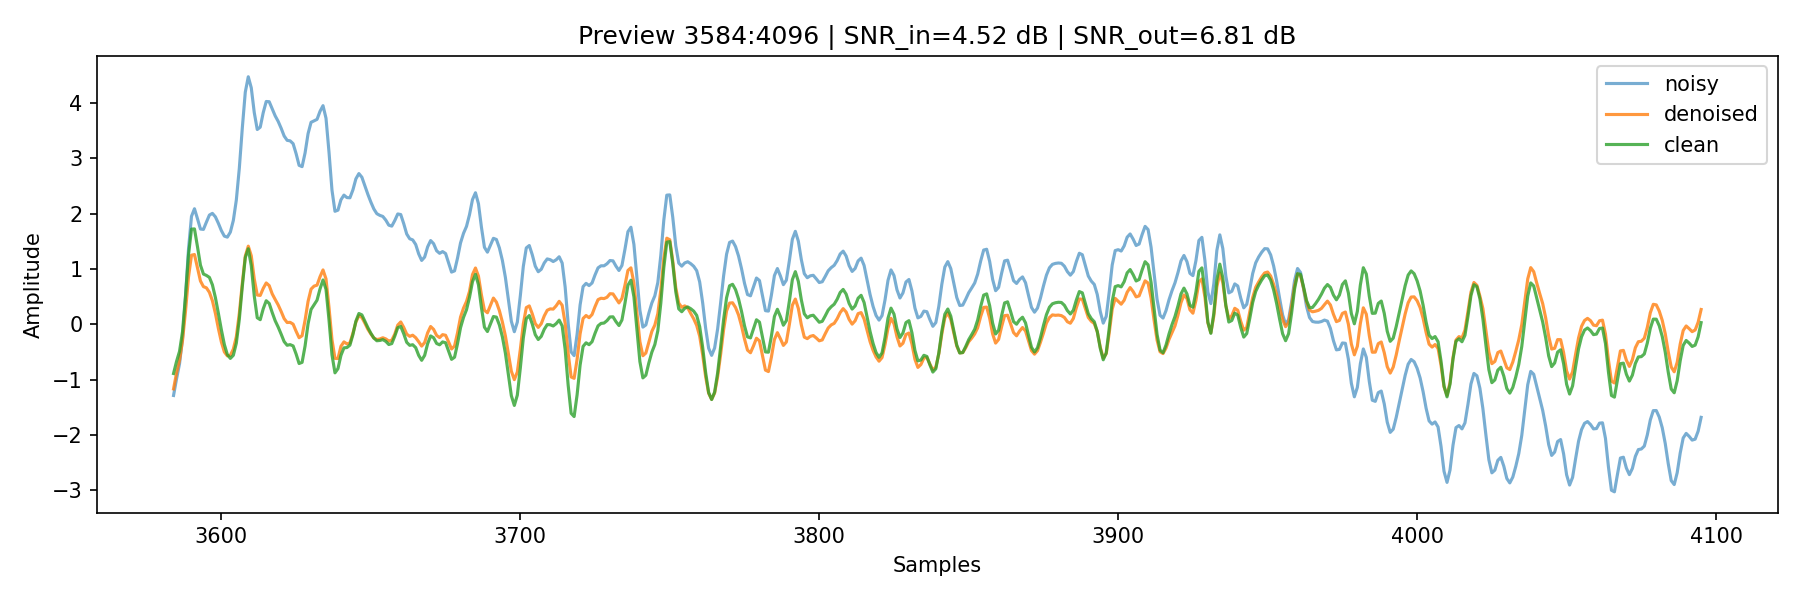 Preview 3584:4096 | SNR_in=4.52 dB | SNR_out=6.81 dB
noisy
denoised
clean
Amplitude
4
3
2
1
0
−1
−2
−3
3600 3700 3800 3900 4000 4100
Samples